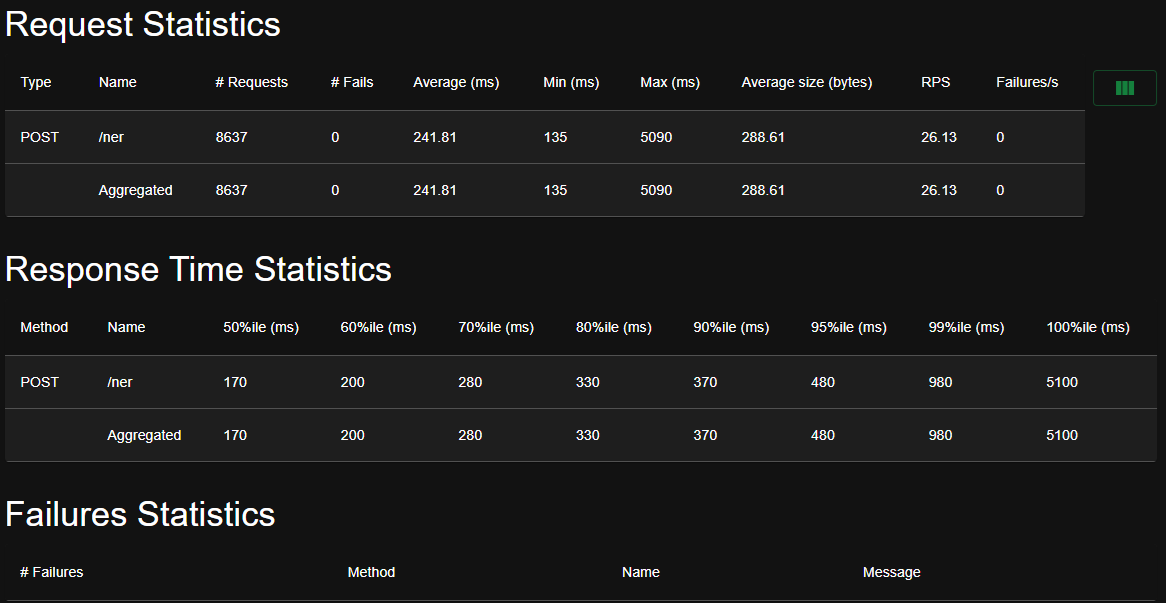 Request Statistics
Type Name # Requests # Fails Average (ms) Min (ms) Max (ms) Average size (bytes) RPS Failures/s
POST /ner 8637 0 241.81 135 5090 288.61 26.13 0
Aggregated 8637 0 241.81 135 5090 288.61 26.13 0
Response Time Statistics
Method Name 50%ile (ms) 60%ile (ms) 70%ile (ms) 80%ile (ms) 90%ile (ms) 95%ile (ms) 99%ile (ms) 100%ile (ms)
POST /ner 170 200 280 330 370 480 980 5100
Aggregated 170 200 280 330 370 480 980 5100
Failures Statistics
# Failures Method Name Message